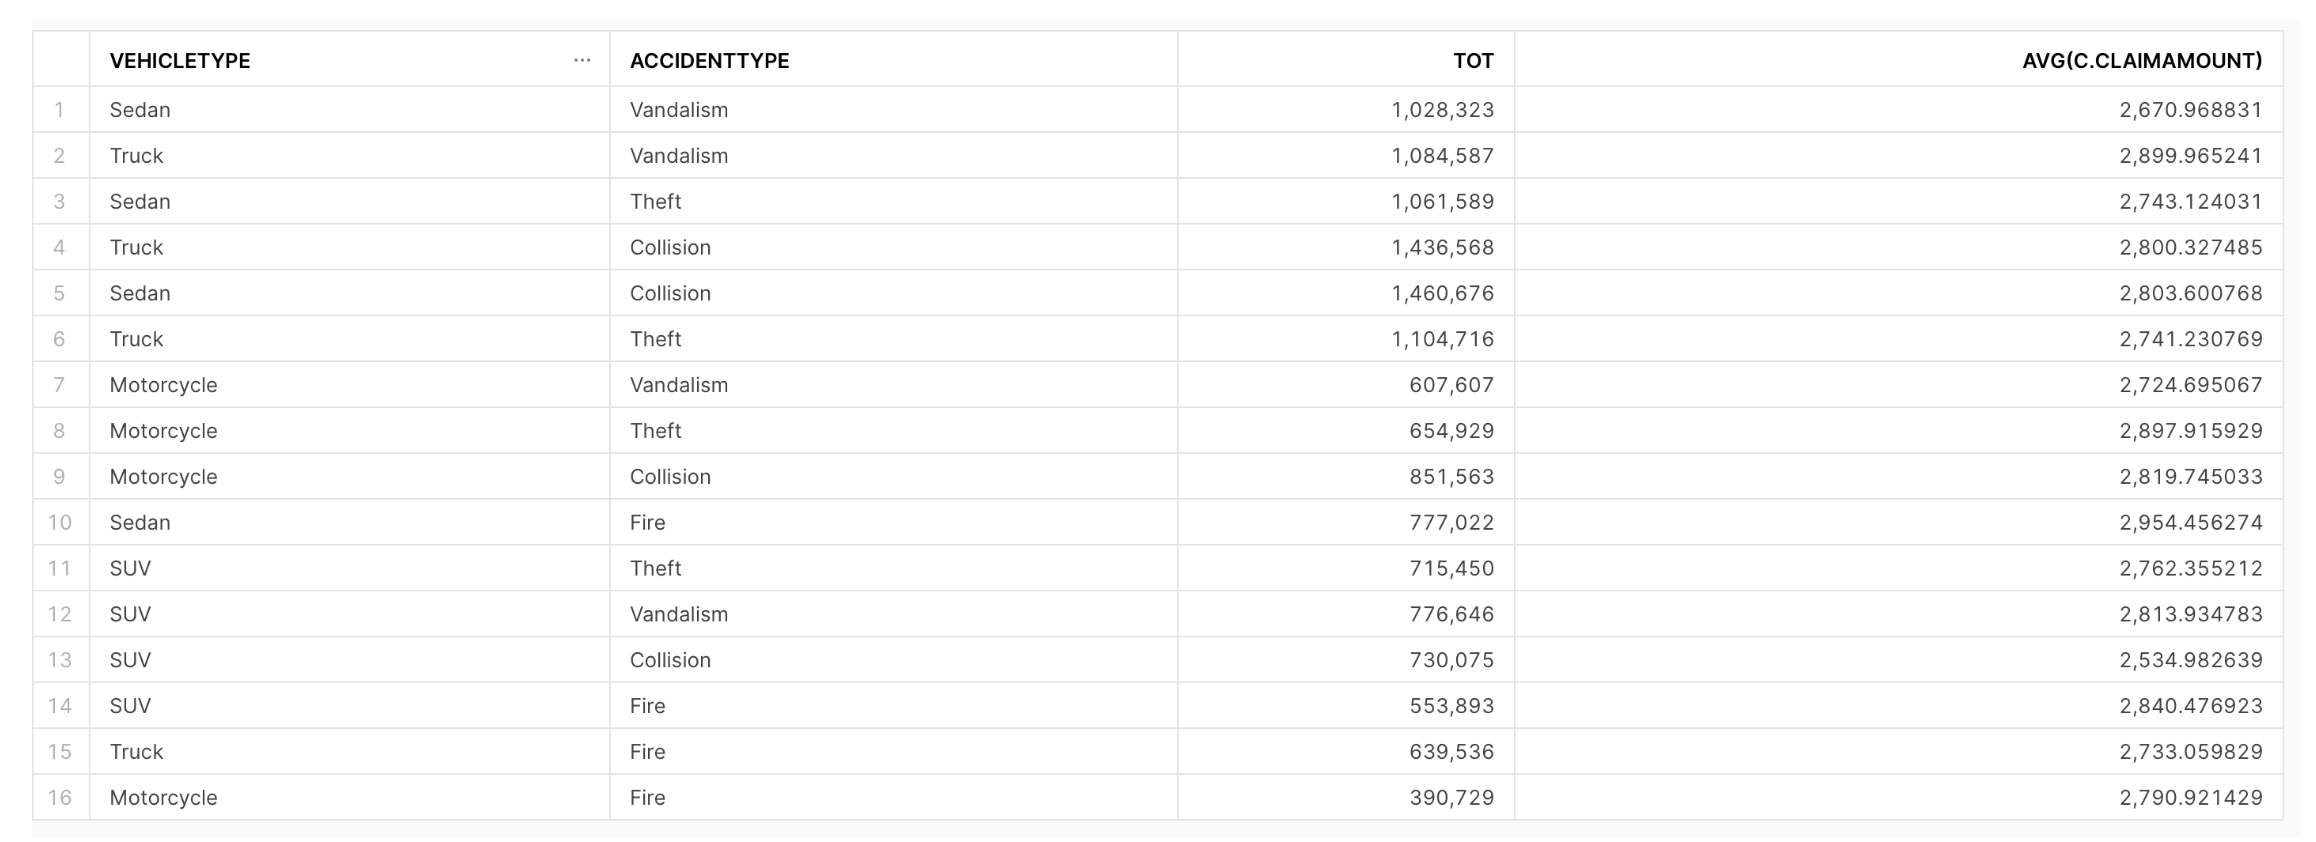 VEHICLETYPE ... ACCIDENTTYPE TOT AVG(C.CLAIMAMOUNT)
1 Sedan Vandalism 1,028,323 2,670.968831
2 Truck Vandalism 1,084,587 2,899.965241
3 Sedan Theft 1,061,589 2,743.124031
4 Truck Collision 1,436,568 2,800.327485
5 Sedan Collision 1,460,676 2,803.600768
6 Truck Theft 1,104,716 2,741.230769
7 Motorcycle Vandalism 607,607 2,724.695067
8 Motorcycle Theft 654,929 2,897.915929
9 Motorcycle Collision 851,563 2,819.745033
10 Sedan Fire 777,022 2,954.456274
11 SUV Theft 715,450 2,762.355212
12 SUV Vandalism 776,646 2,813.934783
13 SUV Collision 730,075 2,534.982639
14 SUV Fire 553,893 2,840.476923
15 Truck Fire 639,536 2,733.059829
16 Motorcycle Fire 390,729 2,790.921429